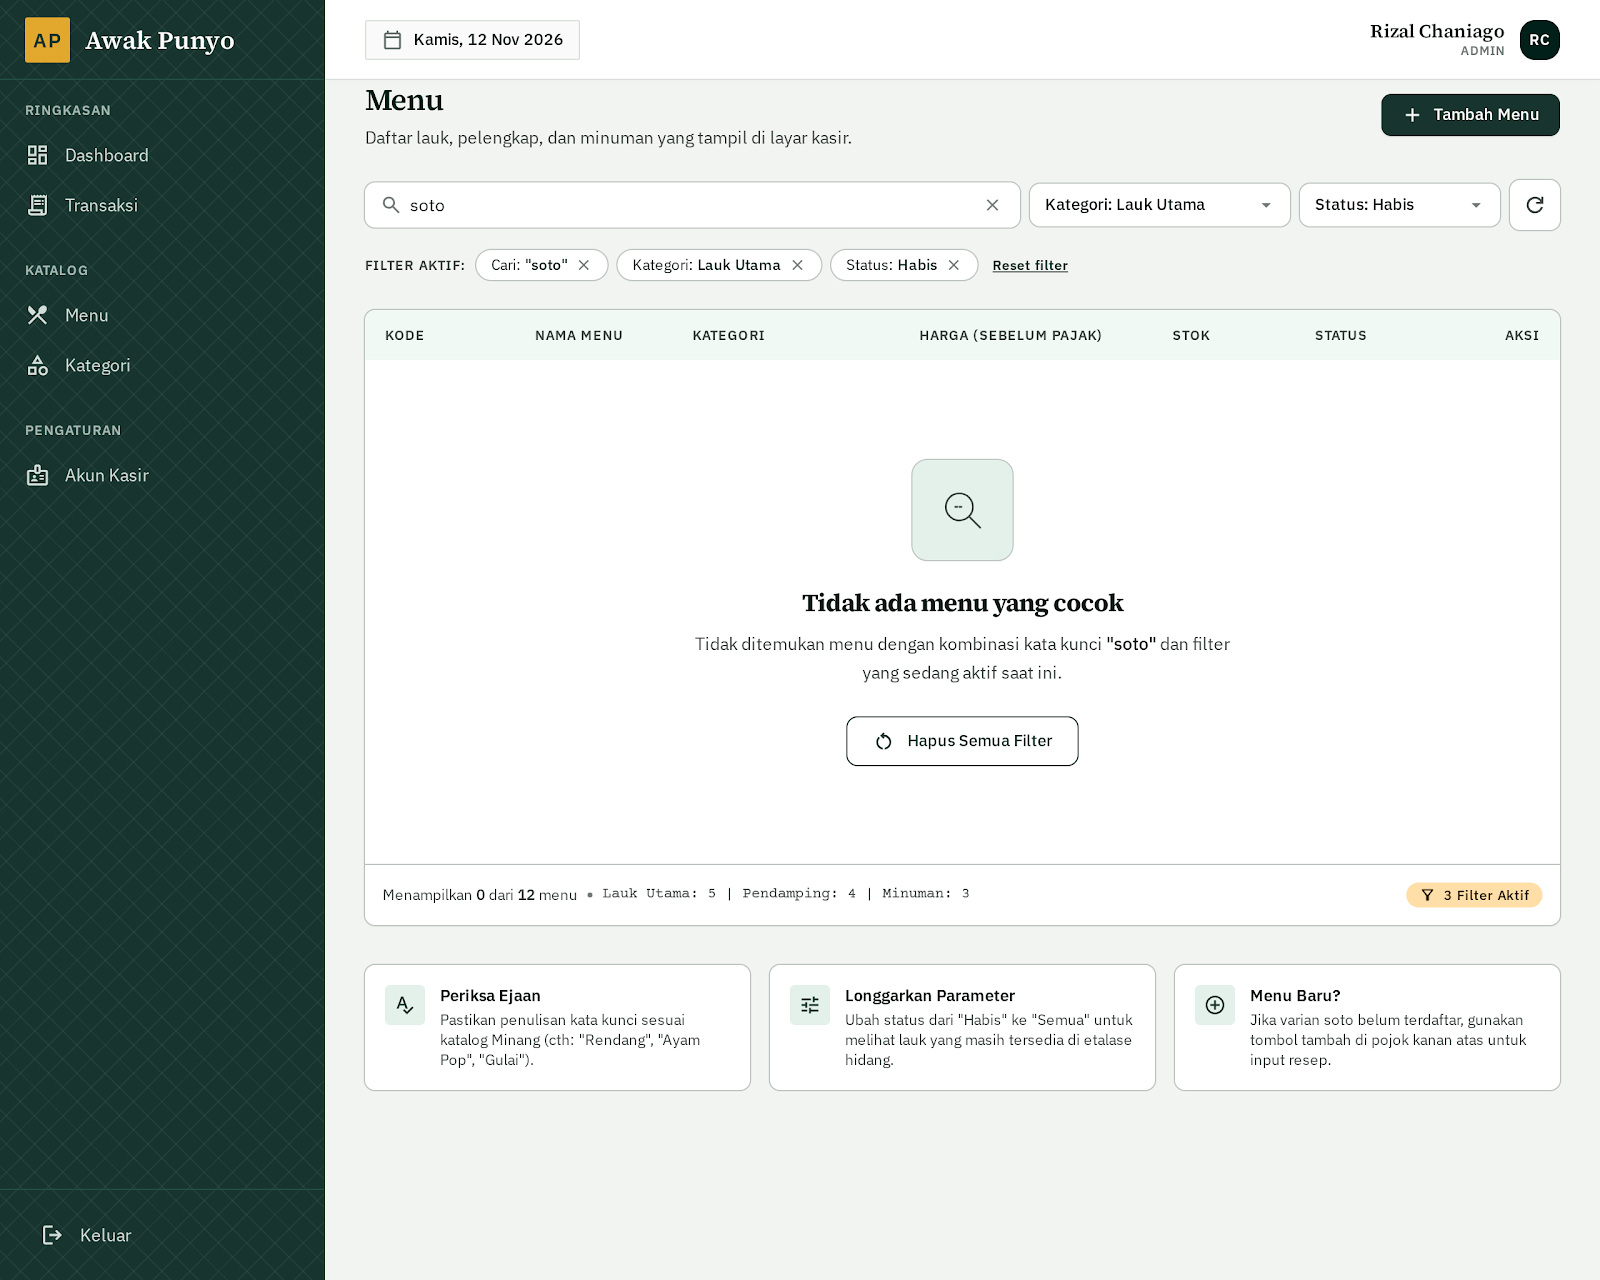 AP
Awak Punyo
Kamis, 12 Nov 2026
Rizal Chaniago
ADMIN
RC
RINGKASAN
Dashboard
Transaksi
KATALOG
Menu
Kategori
PENGATURAN
Akun Kasir
Keluar
Menu
Daftar lauk, pelengkap, dan minuman yang tampil di layar kasir.
Tambah Menu
soto
Kategori: Lauk Utama
Status: Habis
FILTER AKTIF:
Cari: "soto"
Kategori: Lauk Utama
Status: Habis
Reset filter
KODE NAMA MENU KATEGORI HARGA (SEBELUM PAJAK) STOK STATUS AKSI
Tidak ada menu yang cocok
Tidak ditemukan menu dengan kombinasi kata kunci "soto" dan filter
yang sedang aktif saat ini.
Hapus Semua Filter
Menampilkan 0 dari 12 menu • Lauk Utama: 5 | Pendamping: 4 | Minuman: 3
3 Filter Aktif
Periksa Ejaan
Pastikan penulisan kata kunci sesuai
katalog Minang (cth: "Rendang", "Ayam
Pop", "Gulai").
Longgarkan Parameter
Ubah status dari "Habis" ke "Semua" untuk
melihat lauk yang masih tersedia di etalase
hidang.
Menu Baru?
Jika varian soto belum terdaftar, gunakan
tombol tambah di pojok kanan atas untuk
input resep.